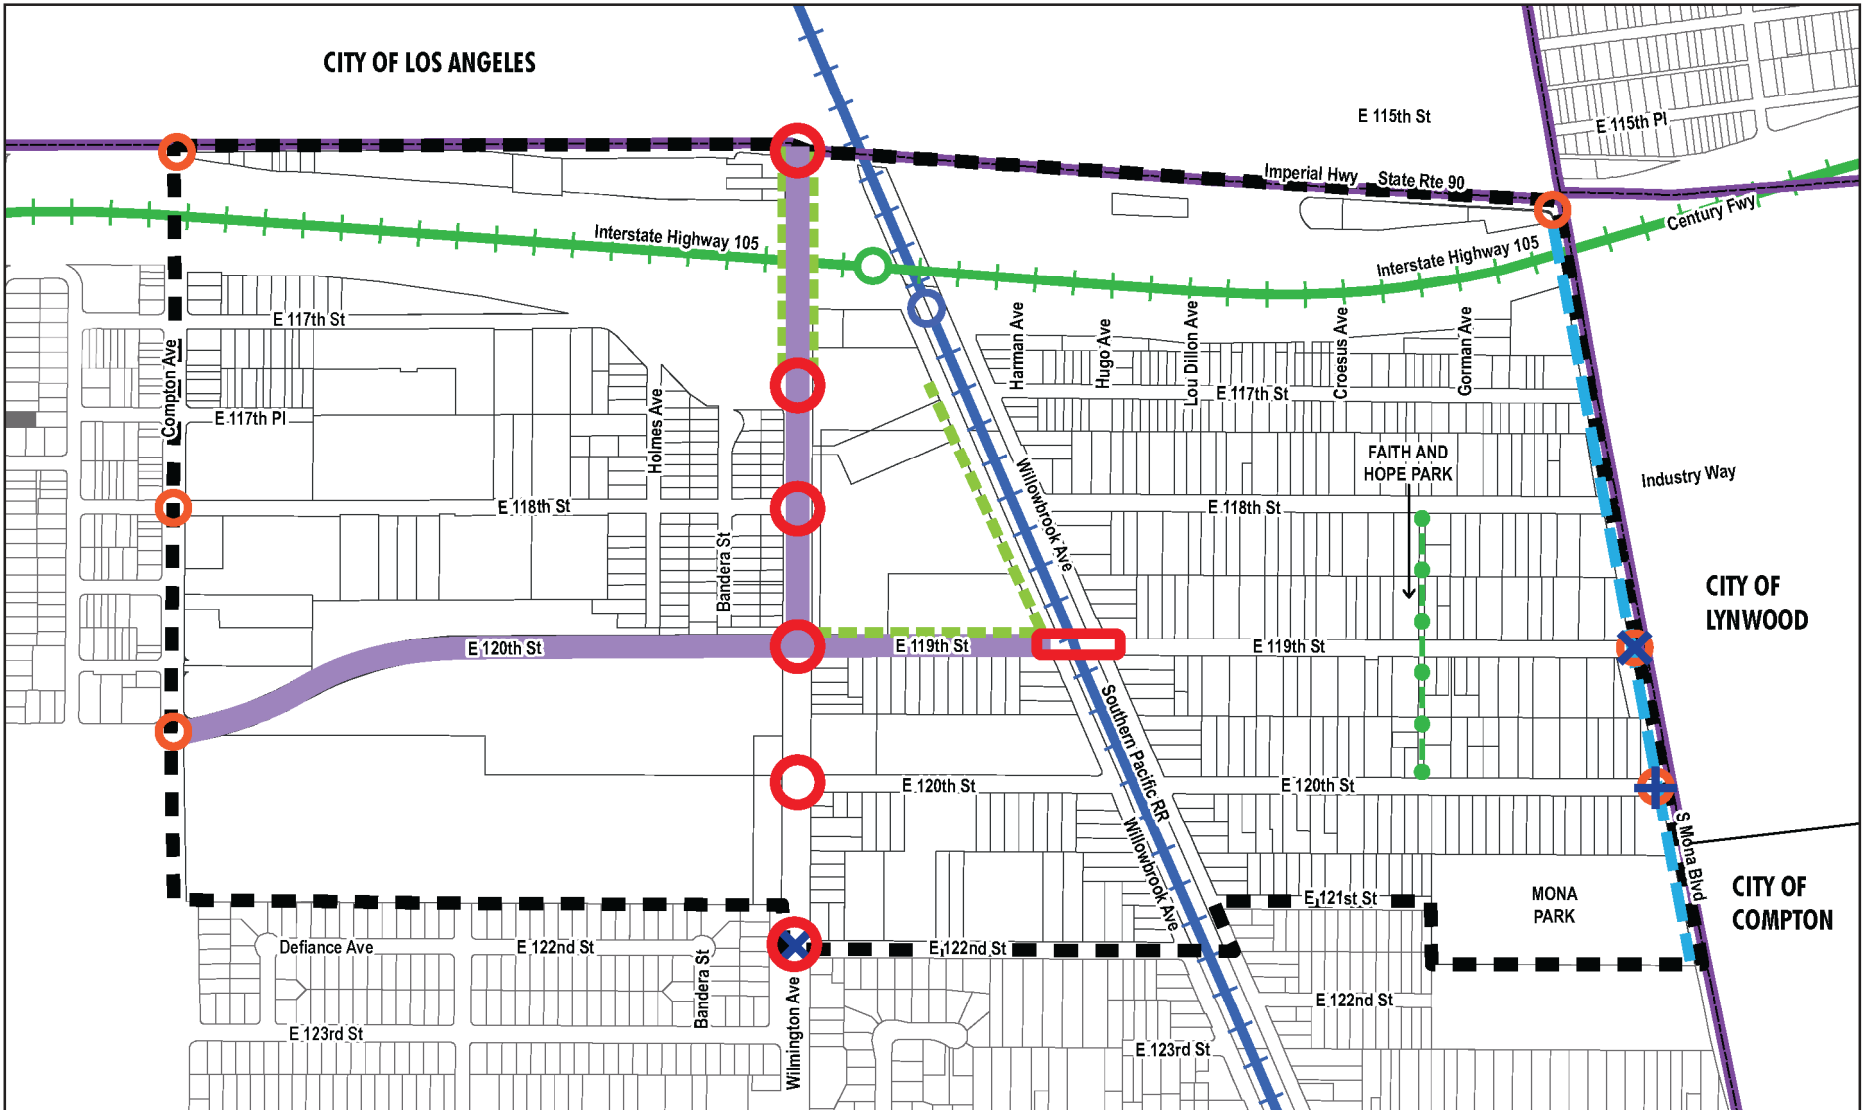 CITY OF LOS ANGELES
E 115th St
E 115th Pl
Imperial Hwy
State Rte 90
Century Fwy
Interstate Highway 105
Interstate Highway 105
E 117th St
Compton Ave
Holmes Ave
Harman Ave
Hugo Ave
Lou Dillon Ave
Croesus Ave
Gorman Ave
E 117th St
E 117th Pl
FAITH AND
HOPE PARK
Industry Way
Willowbrook Ave
E 118th St
E 118th St
Bandera St
CITY OF
LYNWOOD
E 120th St
E 119th St
E 119th St
Southern Pacific RR
E 120th St
E 120th St
Willowbrook Ave
S Mona Blvd
MONA
PARK
CITY OF
COMPTON
E 121st St
Defiance Ave
E 122nd St
E 122nd St
Bandera St
Wilmington Ave
E 122nd St
E 123rd St
E 123rd St